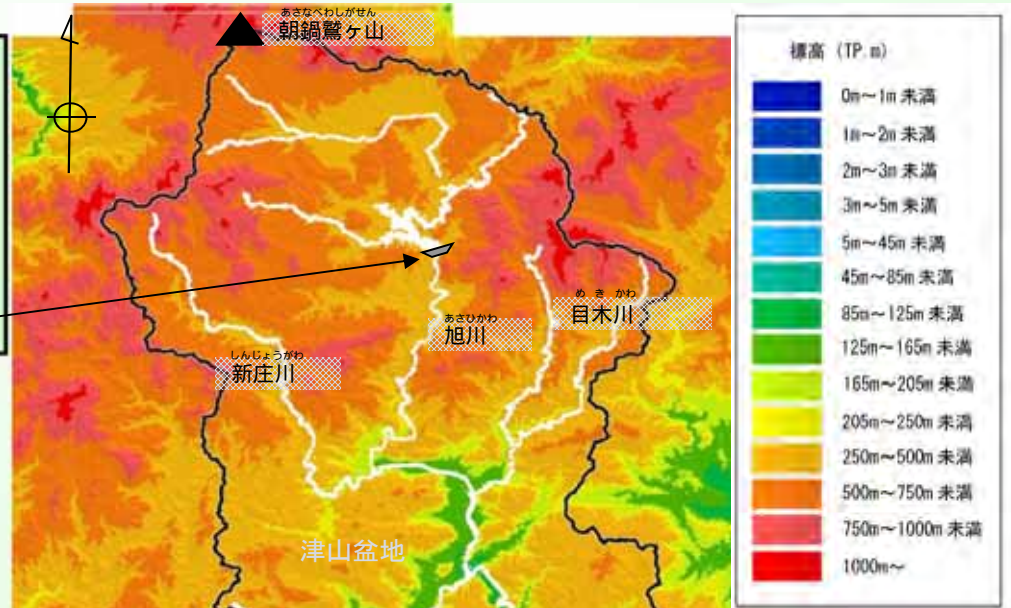 あさなべわしがせん
朝鍋鷲ヶ山
めきかわ
目木川
あさひかわ
旭川
しんじょうがわ
新庄川
津山盆地
標高 (TP.m)
0m~1m 未満
1m~2m 未満
2m~3m 未満
3m~5m 未満
5m~45m 未満
45m~85m 未満
85m~125m 未満
125m~165m 未満
165m~205m 未満
205m~250m 未満
250m~500m 未満
500m~750m 未満
750m~1000m 未満
1000m~